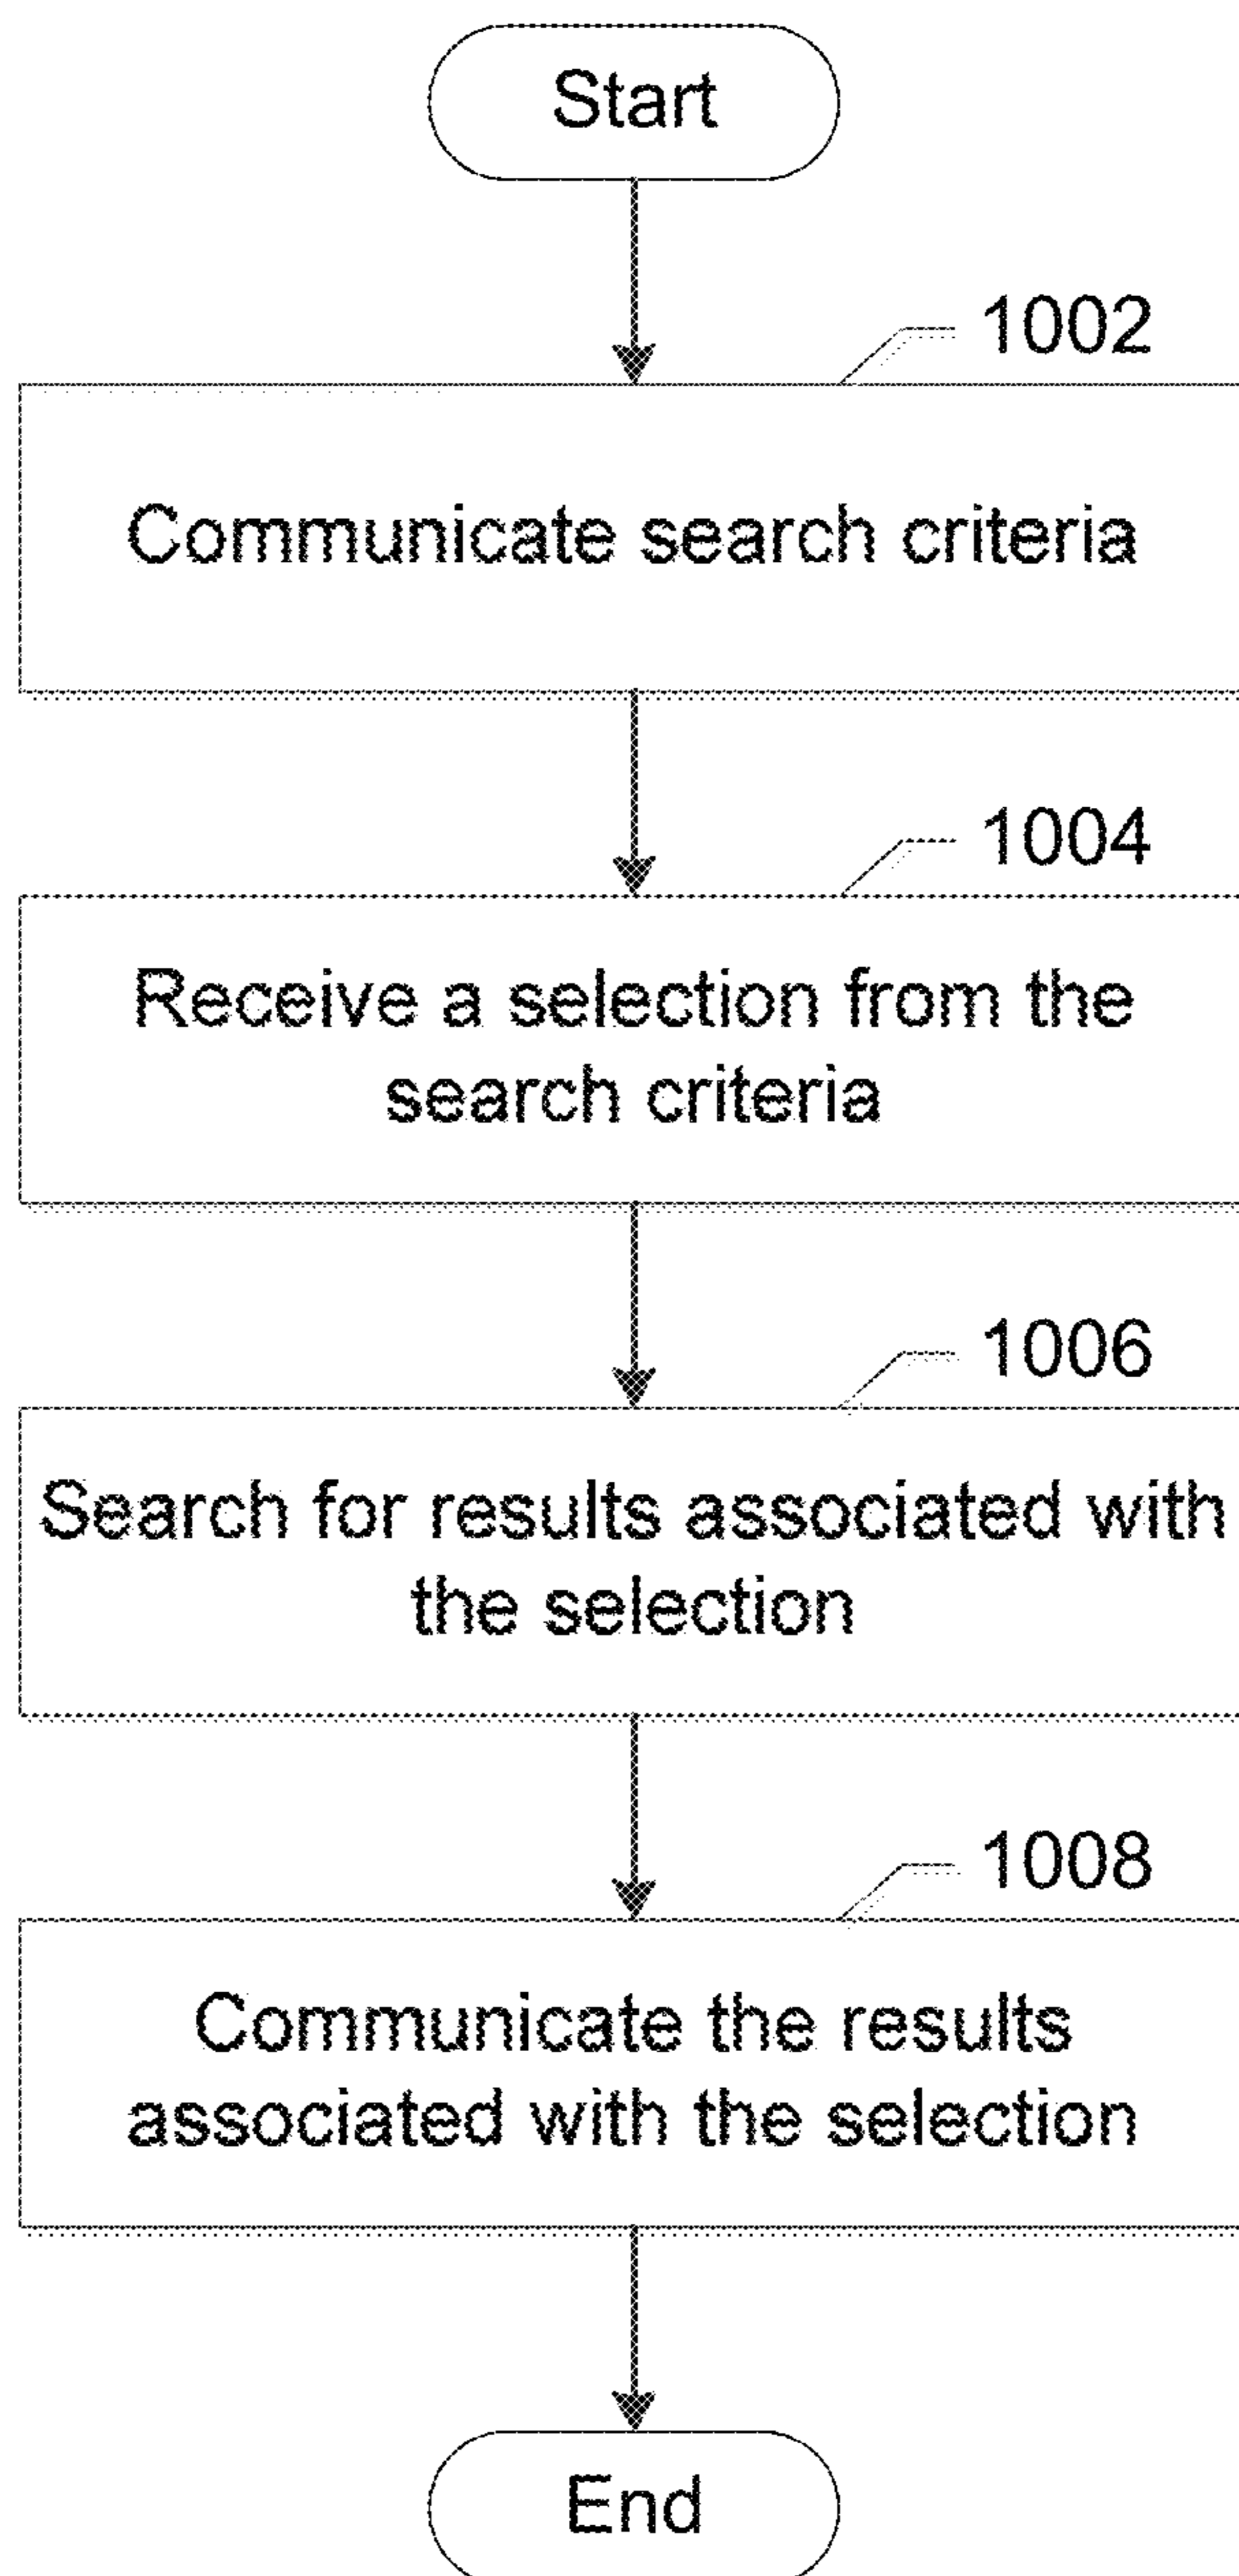 Start
1002
Communicate search criteria
1004
Receive a selection from the
search criteria
1006
Search for results associated with
the selection
1008
Communicate the results
associated with the selection
End